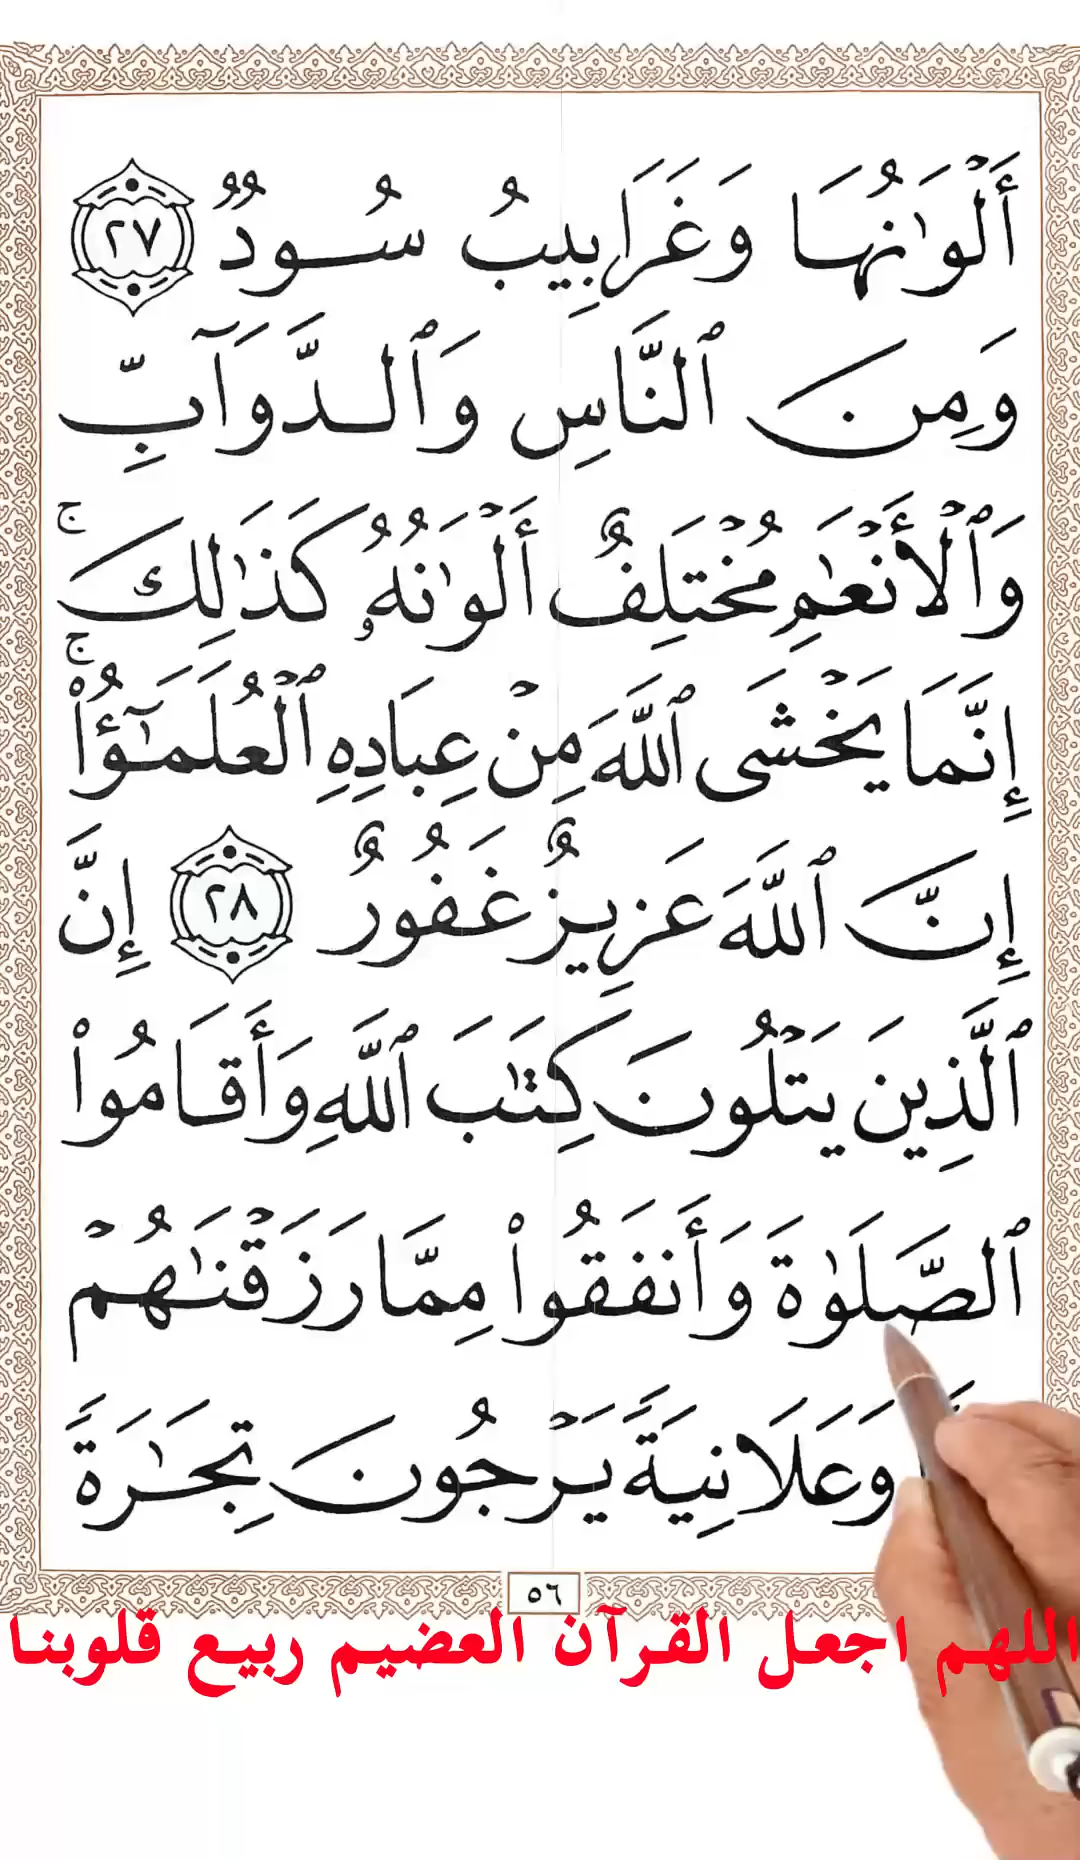 أَلْوَٰنُهَا وَغَرَابِيبُ سُودٌ ٢٧
وَمِنَ ٱلنَّاسِ وَٱلدَّوَآبِّ
وَٱلْأَنْعَٰمِ مُخْتَلِفٌ أَلْوَٰنُهُۥ كَذَٰلِكَ ۚ
إِنَّمَا يَخْشَى ٱللَّهَ مِنْ عِبَادِهِ ٱلْعُلَمَٰٓؤُا۟ ۚ
إِنَّ ٱللَّهَ عَزِيزٌ غَفُورٌ ٢٨ إِنَّ
ٱلَّذِينَ يَتْلُونَ كِتَٰبَ ٱللَّهِ وَأَقَامُوا۟
ٱلصَّلَوٰةَ وَأَنفَقُوا۟ مِمَّا رَزَقْنَٰهُمْ
وَعَلَانِيَةً يَرْجُونَ تِجَٰرَةً
٥٦
اللهم اجعل القرآن العضيم ربيع قلوبنا